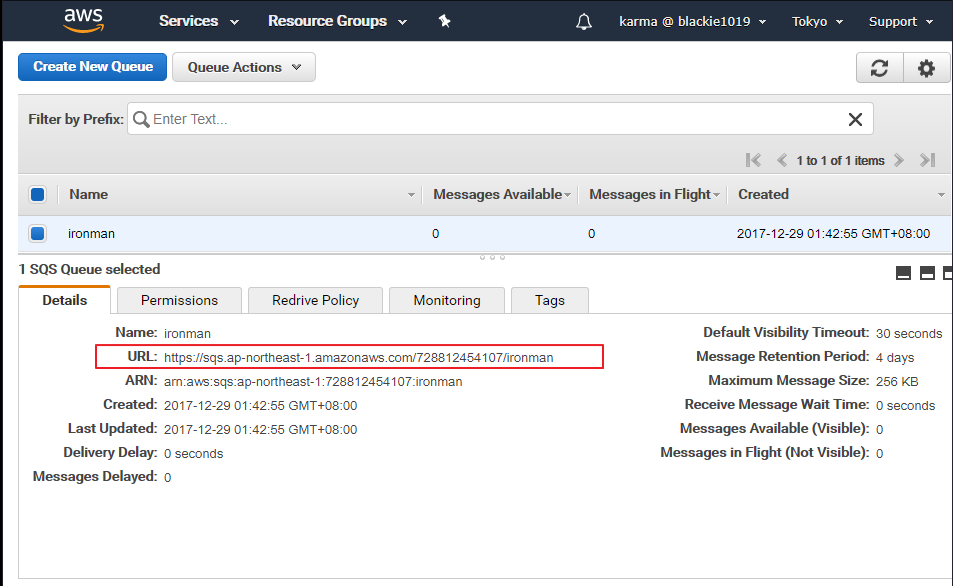 aws Services Resource Groups karma @ blackie1019 Tokyo Support
Create New Queue Queue Actions
Filter by Prefix: Enter Text...
1 to 1 of 1 items
Name Messages Available Messages in Flight Created
ironman 0 0 2017-12-29 01:42:55 GMT+08:00
1 SQS Queue selected
Details Permissions Redrive Policy Monitoring Tags
Name: ironman Default Visibility Timeout: 30 seconds
URL: https://sqs.ap-northeast-1.amazonaws.com/728812454107/ironman Message Retention Period: 4 days
ARN: arn:aws:sqs:ap-northeast-1:728812454107:ironman Maximum Message Size: 256 KB
Created: 2017-12-29 01:42:55 GMT+08:00 Receive Message Wait Time: 0 seconds
Last Updated: 2017-12-29 01:42:55 GMT+08:00 Messages Available (Visible): 0
Delivery Delay: 0 seconds Messages in Flight (Not Visible): 0
Messages Delayed: 0